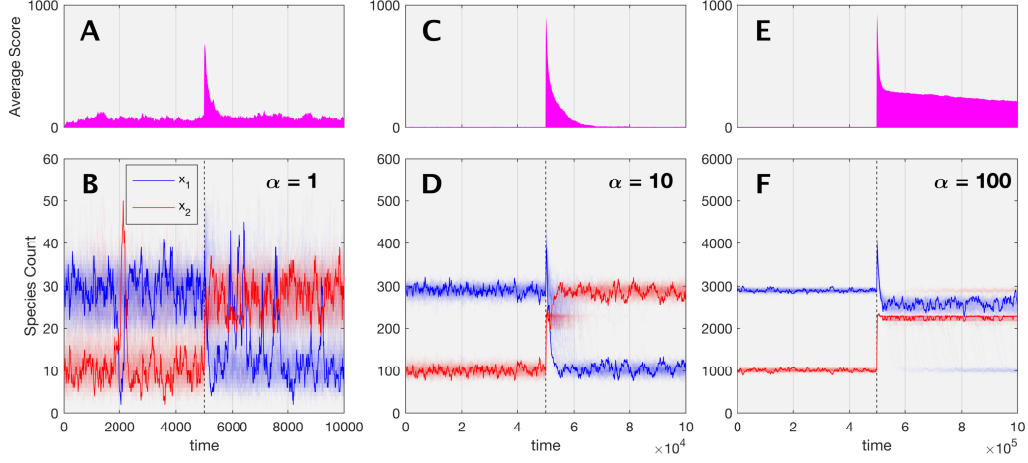 A
C
E
Average Score
1000
0
1000
0
1000
0
B
D
F
x1
x2
α = 1
α = 10
α = 100
Species Count
60
50
40
30
20
10
0
600
500
400
300
200
100
0
6000
5000
4000
3000
2000
1000
0
0 2000 4000 6000 8000 10000
0 2 4 6 8 10
0 2 4 6 8 10
time
time
time
×10^4
×10^5